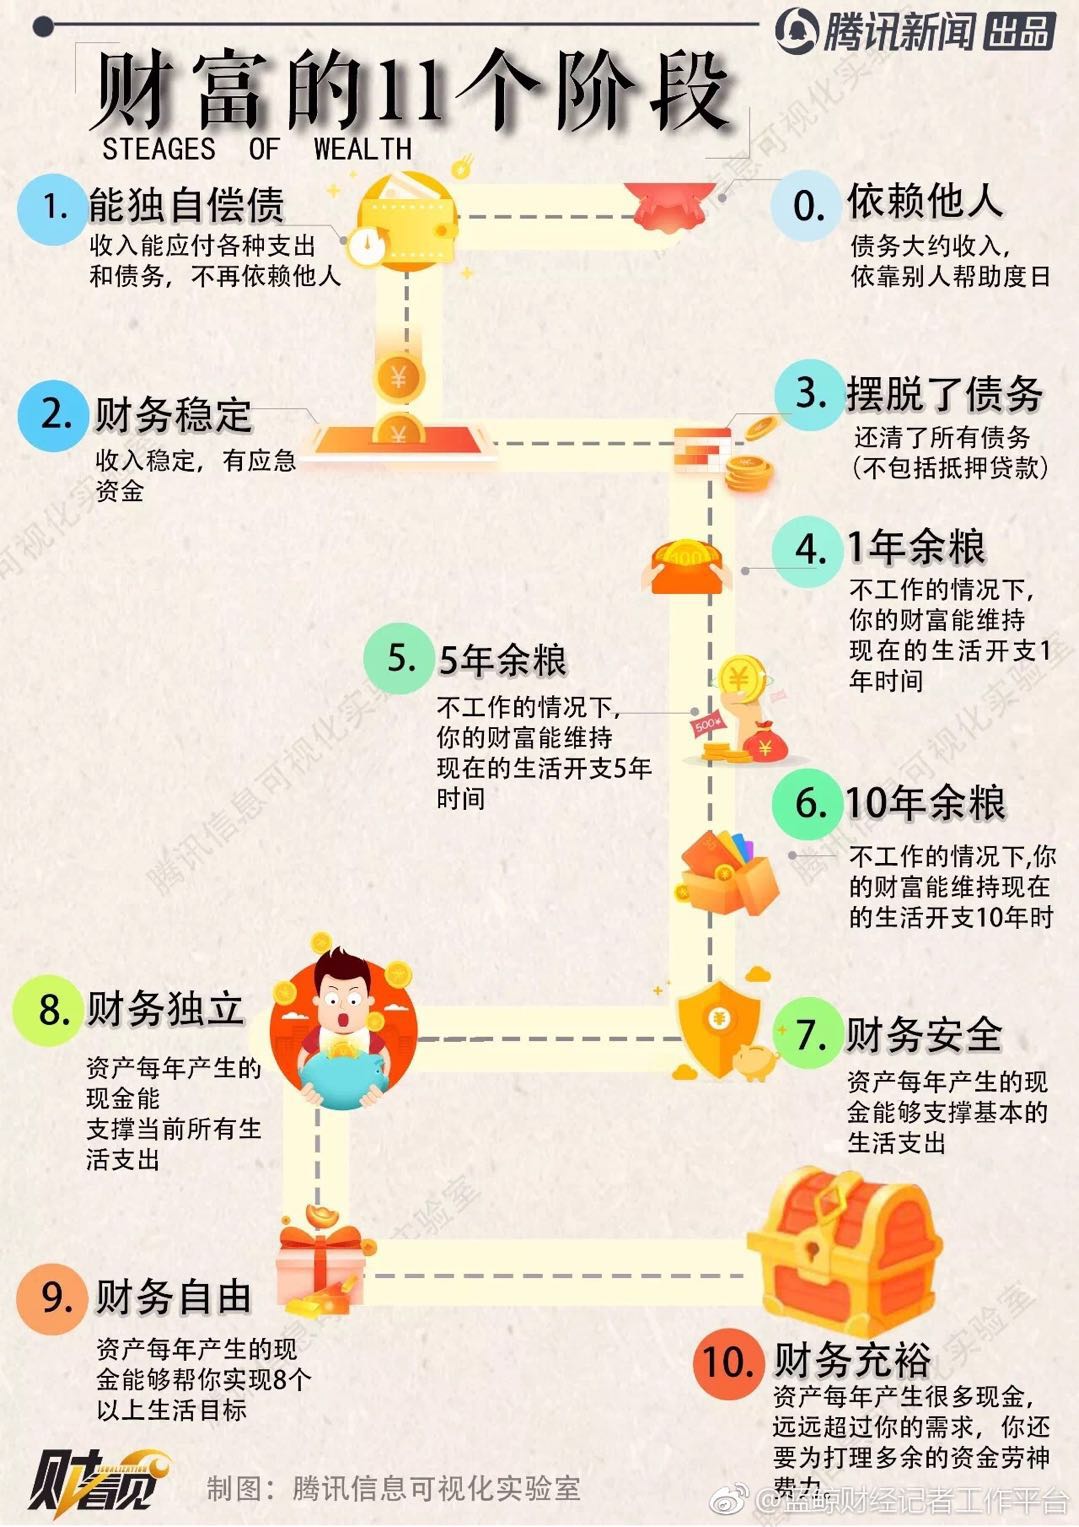 腾讯新闻 出品
财富的11个阶段
STEAGES OF WEALTH
0. 依赖他人
债务大约收入，
依靠别人帮助度日
1. 能独自偿债
收入能应付各种支出
和债务，不再依赖他人
2. 财务稳定
收入稳定，有应急
资金
3. 摆脱了债务
还清了所有债务
（不包括抵押贷款）
4. 1年余粮
不工作的情况下，
你的财富能维持
现在的生活开支1
年时间
5. 5年余粮
不工作的情况下，
你的财富能维持
现在的生活开支5年
时间
6. 10年余粮
不工作的情况下,你
的财富能维持现在
的生活开支10年时
7. 财务安全
资产每年产生的现
金能够支撑基本的
生活支出
8. 财务独立
资产每年产生的
现金能
支撑当前所有生
活支出
9. 财务自由
资产每年产生的现
金能够帮你实现8个
以上生活目标
10. 财务充裕
资产每年产生很多现金，
远远超过你的需求，你还
要为打理多余的资金劳神
费力。
100
500¥
财看见
VISUALIZATION
制图：腾讯信息可视化实验室
@蓝鲸财经记者工作平台
腾讯信息可视化实验室